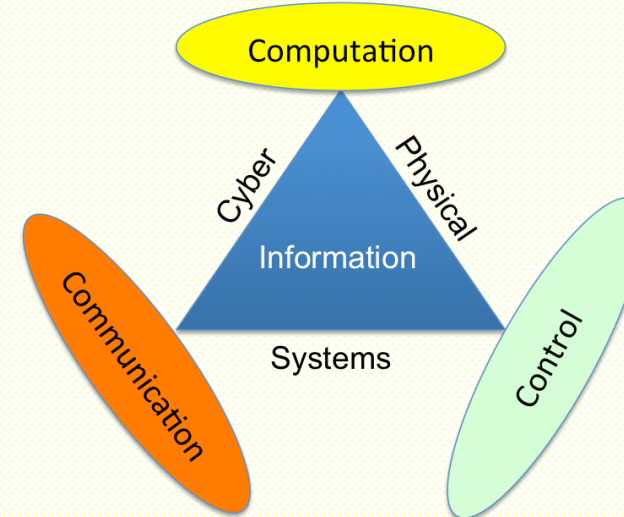 Computation
Cyber
Physical
Information
Communication
Systems
Control